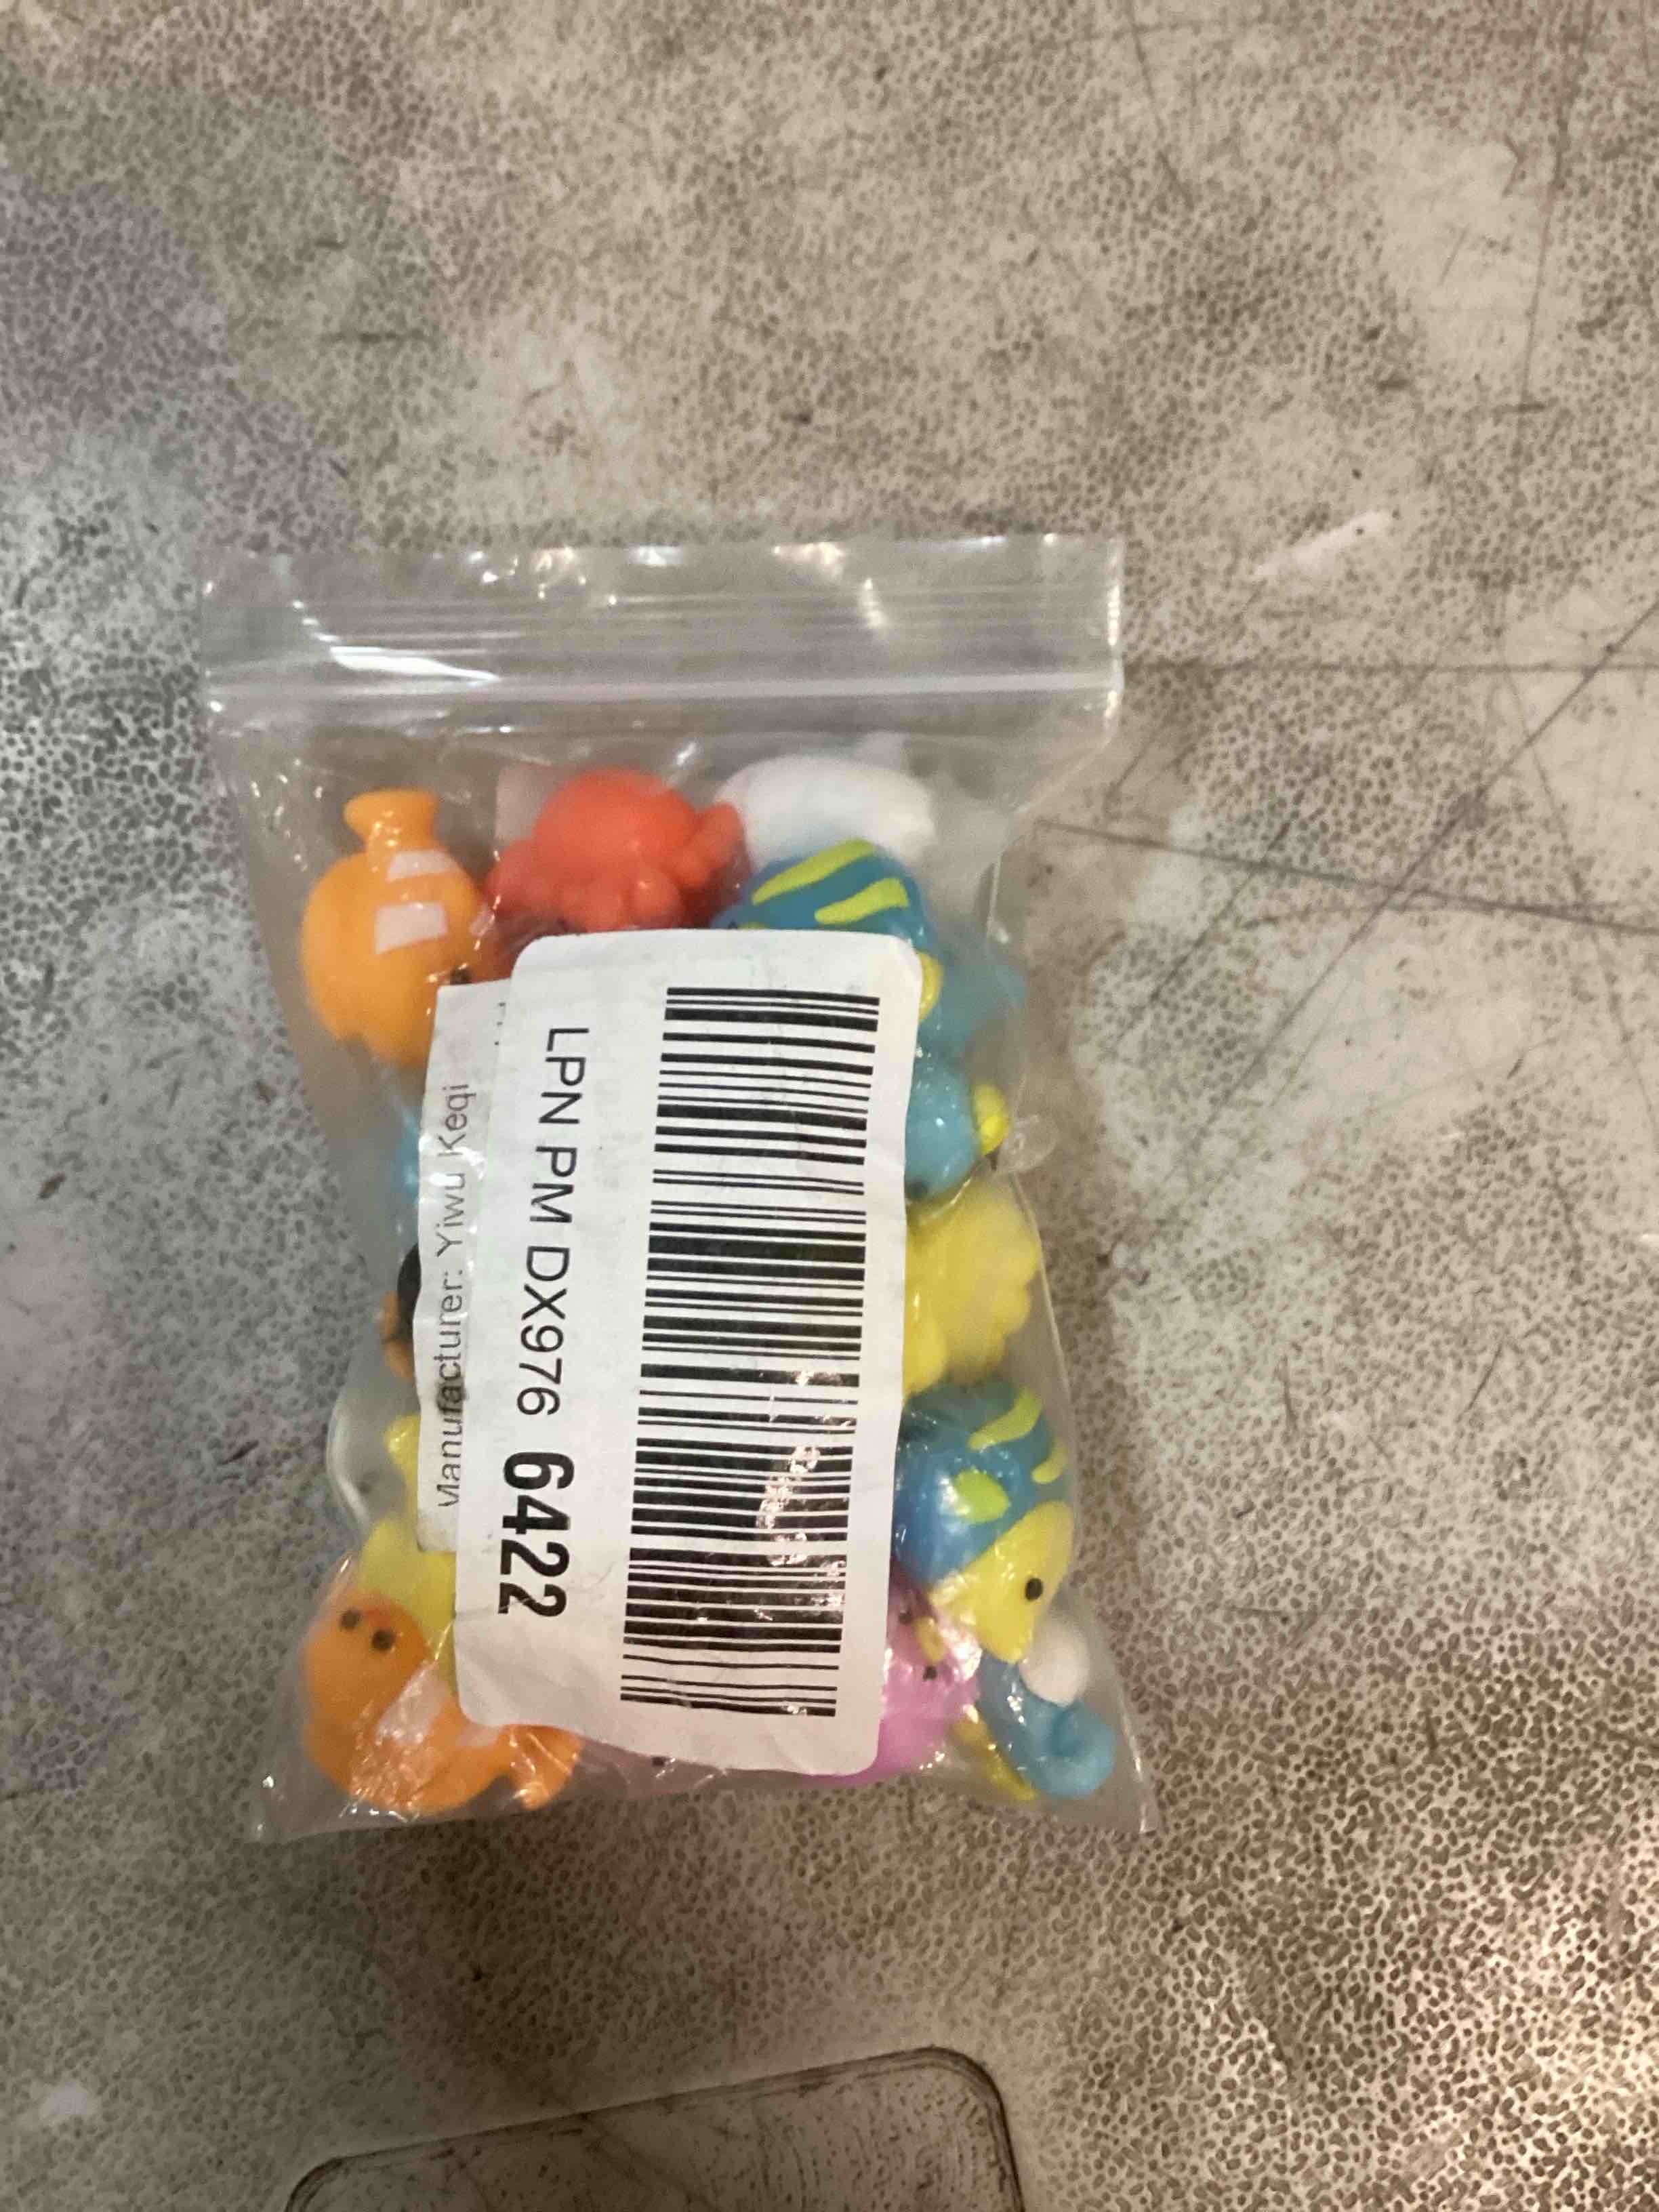 LPN PM DX976 6422
Manufacturer: Yiwu Keqi